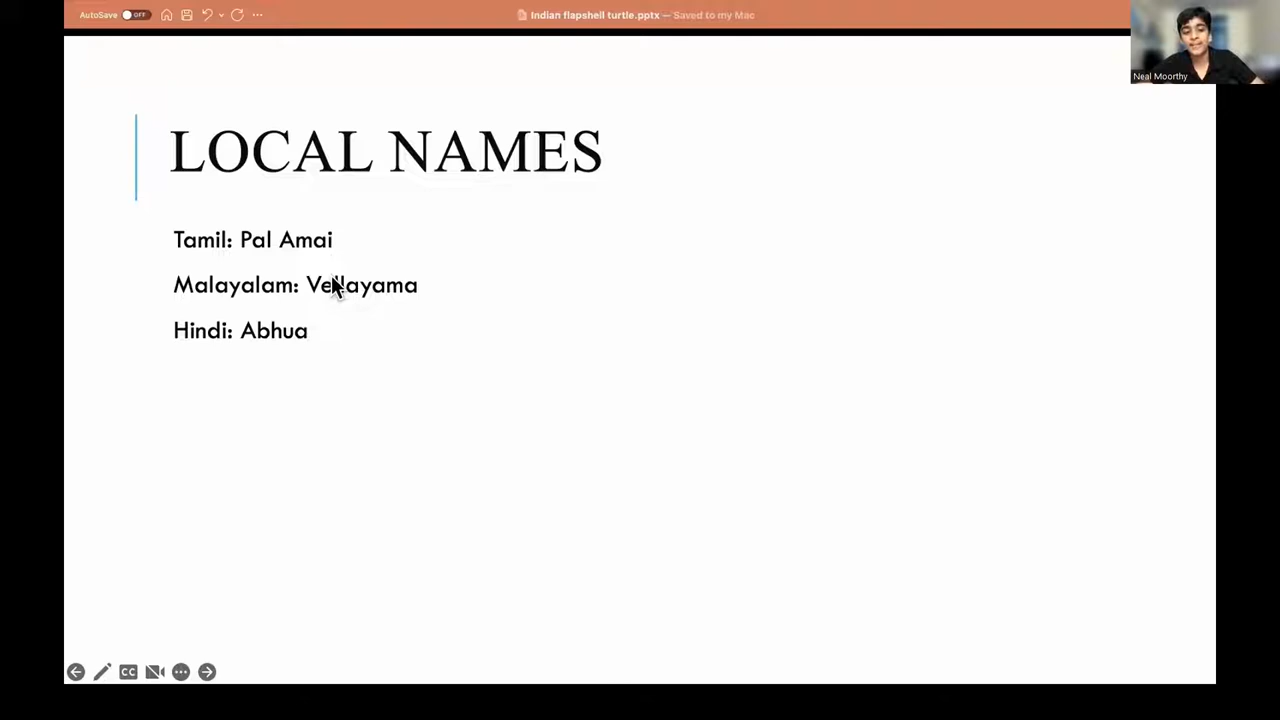 AutoSave OFF
Indian flapshell turtle.pptx — Saved to my Mac
Neal Moorthy
LOCAL NAMES
Tamil: Pal Amai
Malayalam: Vellayama
Hindi: Abhua
CC